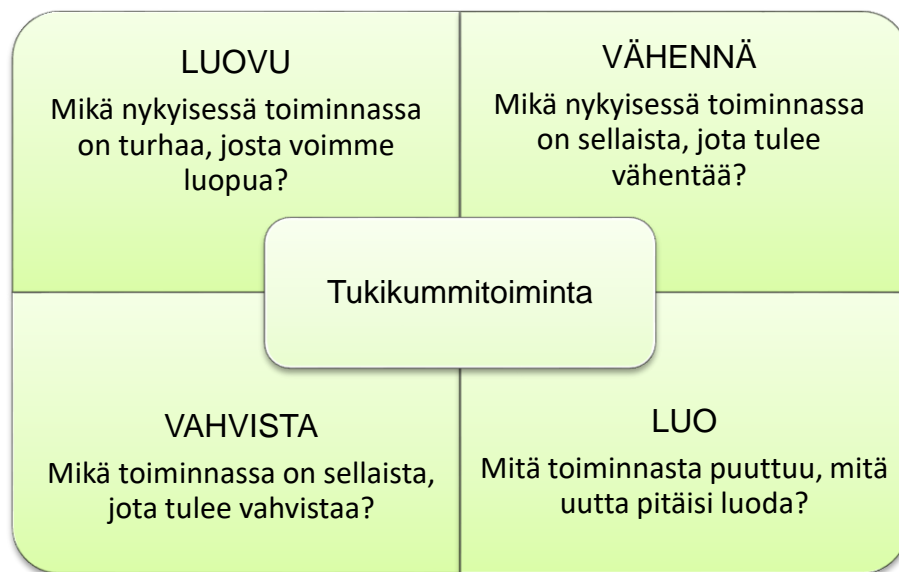 LUOVU
Mikä nykyisessä toiminnassa
on turhaa, josta voimme
luopua?
VÄHENNÄ
Mikä nykyisessä toiminnassa
on sellaista, jota tulee
vähentää?
Tukikummitoiminta
VAHVISTA
Mikä toiminnassa on sellaista,
jota tulee vahvistaa?
LUO
Mitä toiminnasta puuttuu, mitä
uutta pitäisi luoda?